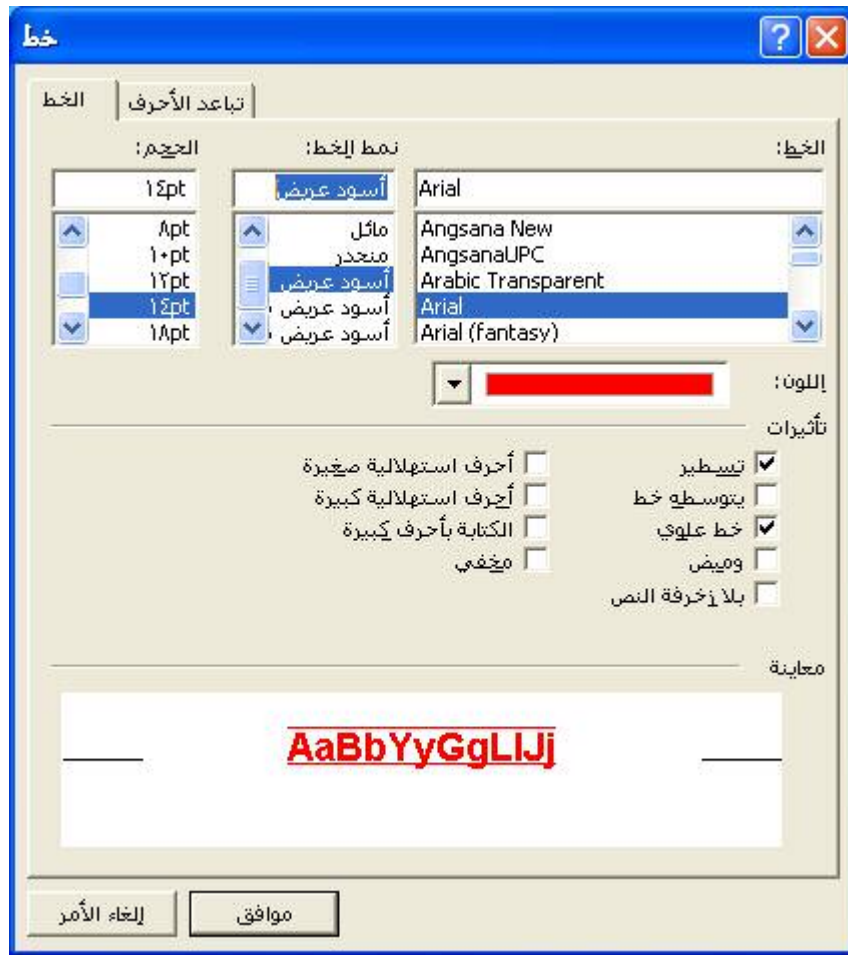 خط
الخط
تباعد الأحرف
الخط:
نمط الخط:
الحجم:
Arial
أسود عريض
١٤pt
Angsana New
AngsanaUPC
Arabic Transparent
Arial
Arial (fantasy)
مائل
منحدر
أسود عريض
أسود عريض
أسود عريض
٨pt
١٠pt
١٢pt
١٤pt
١٨pt
اللون:
تأثيرات
تسطير
يتوسطه خط
خط علوي
وميض
بلا زخرفة النص
أحرف استهلالية صغيرة
أحرف استهلالية كبيرة
الكتابة بأحرف كبيرة
مخفي
معاينة
AaBbYyGgLlJj
موافق
إلغاء الأمر